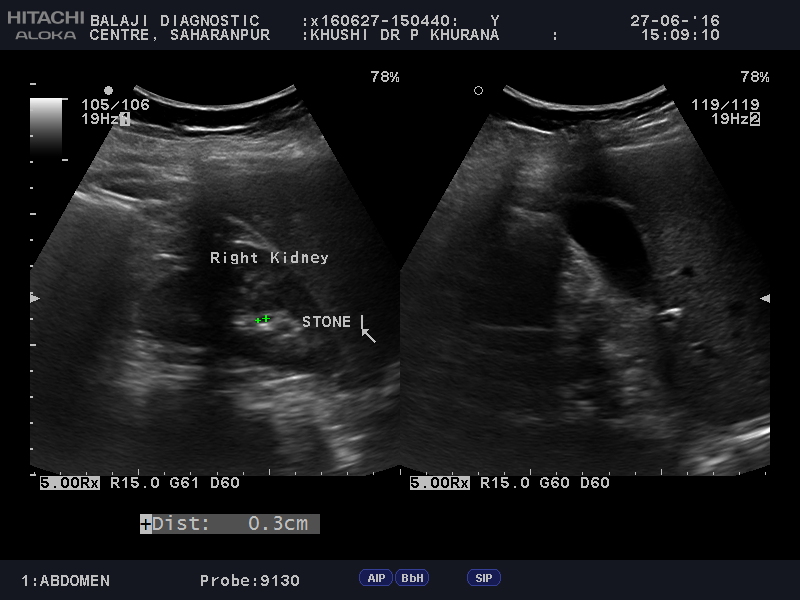 HITACHI BALAJI DIAGNOSTIC :x160627-150440: Y 27-06-'16
ALOKA CENTRE, SAHARANPUR :KHUSHI DR P KHURANA : 15:09:10
78% 78%
105/106 119/119
19Hz1 19Hz2
Right Kidney
STONE
5.00Rx R15.0 G61 D60 5.00Rx R15.0 G60 D60
+Dist: 0.3cm
1:ABDOMEN Probe:9130 AIP BbH SIP